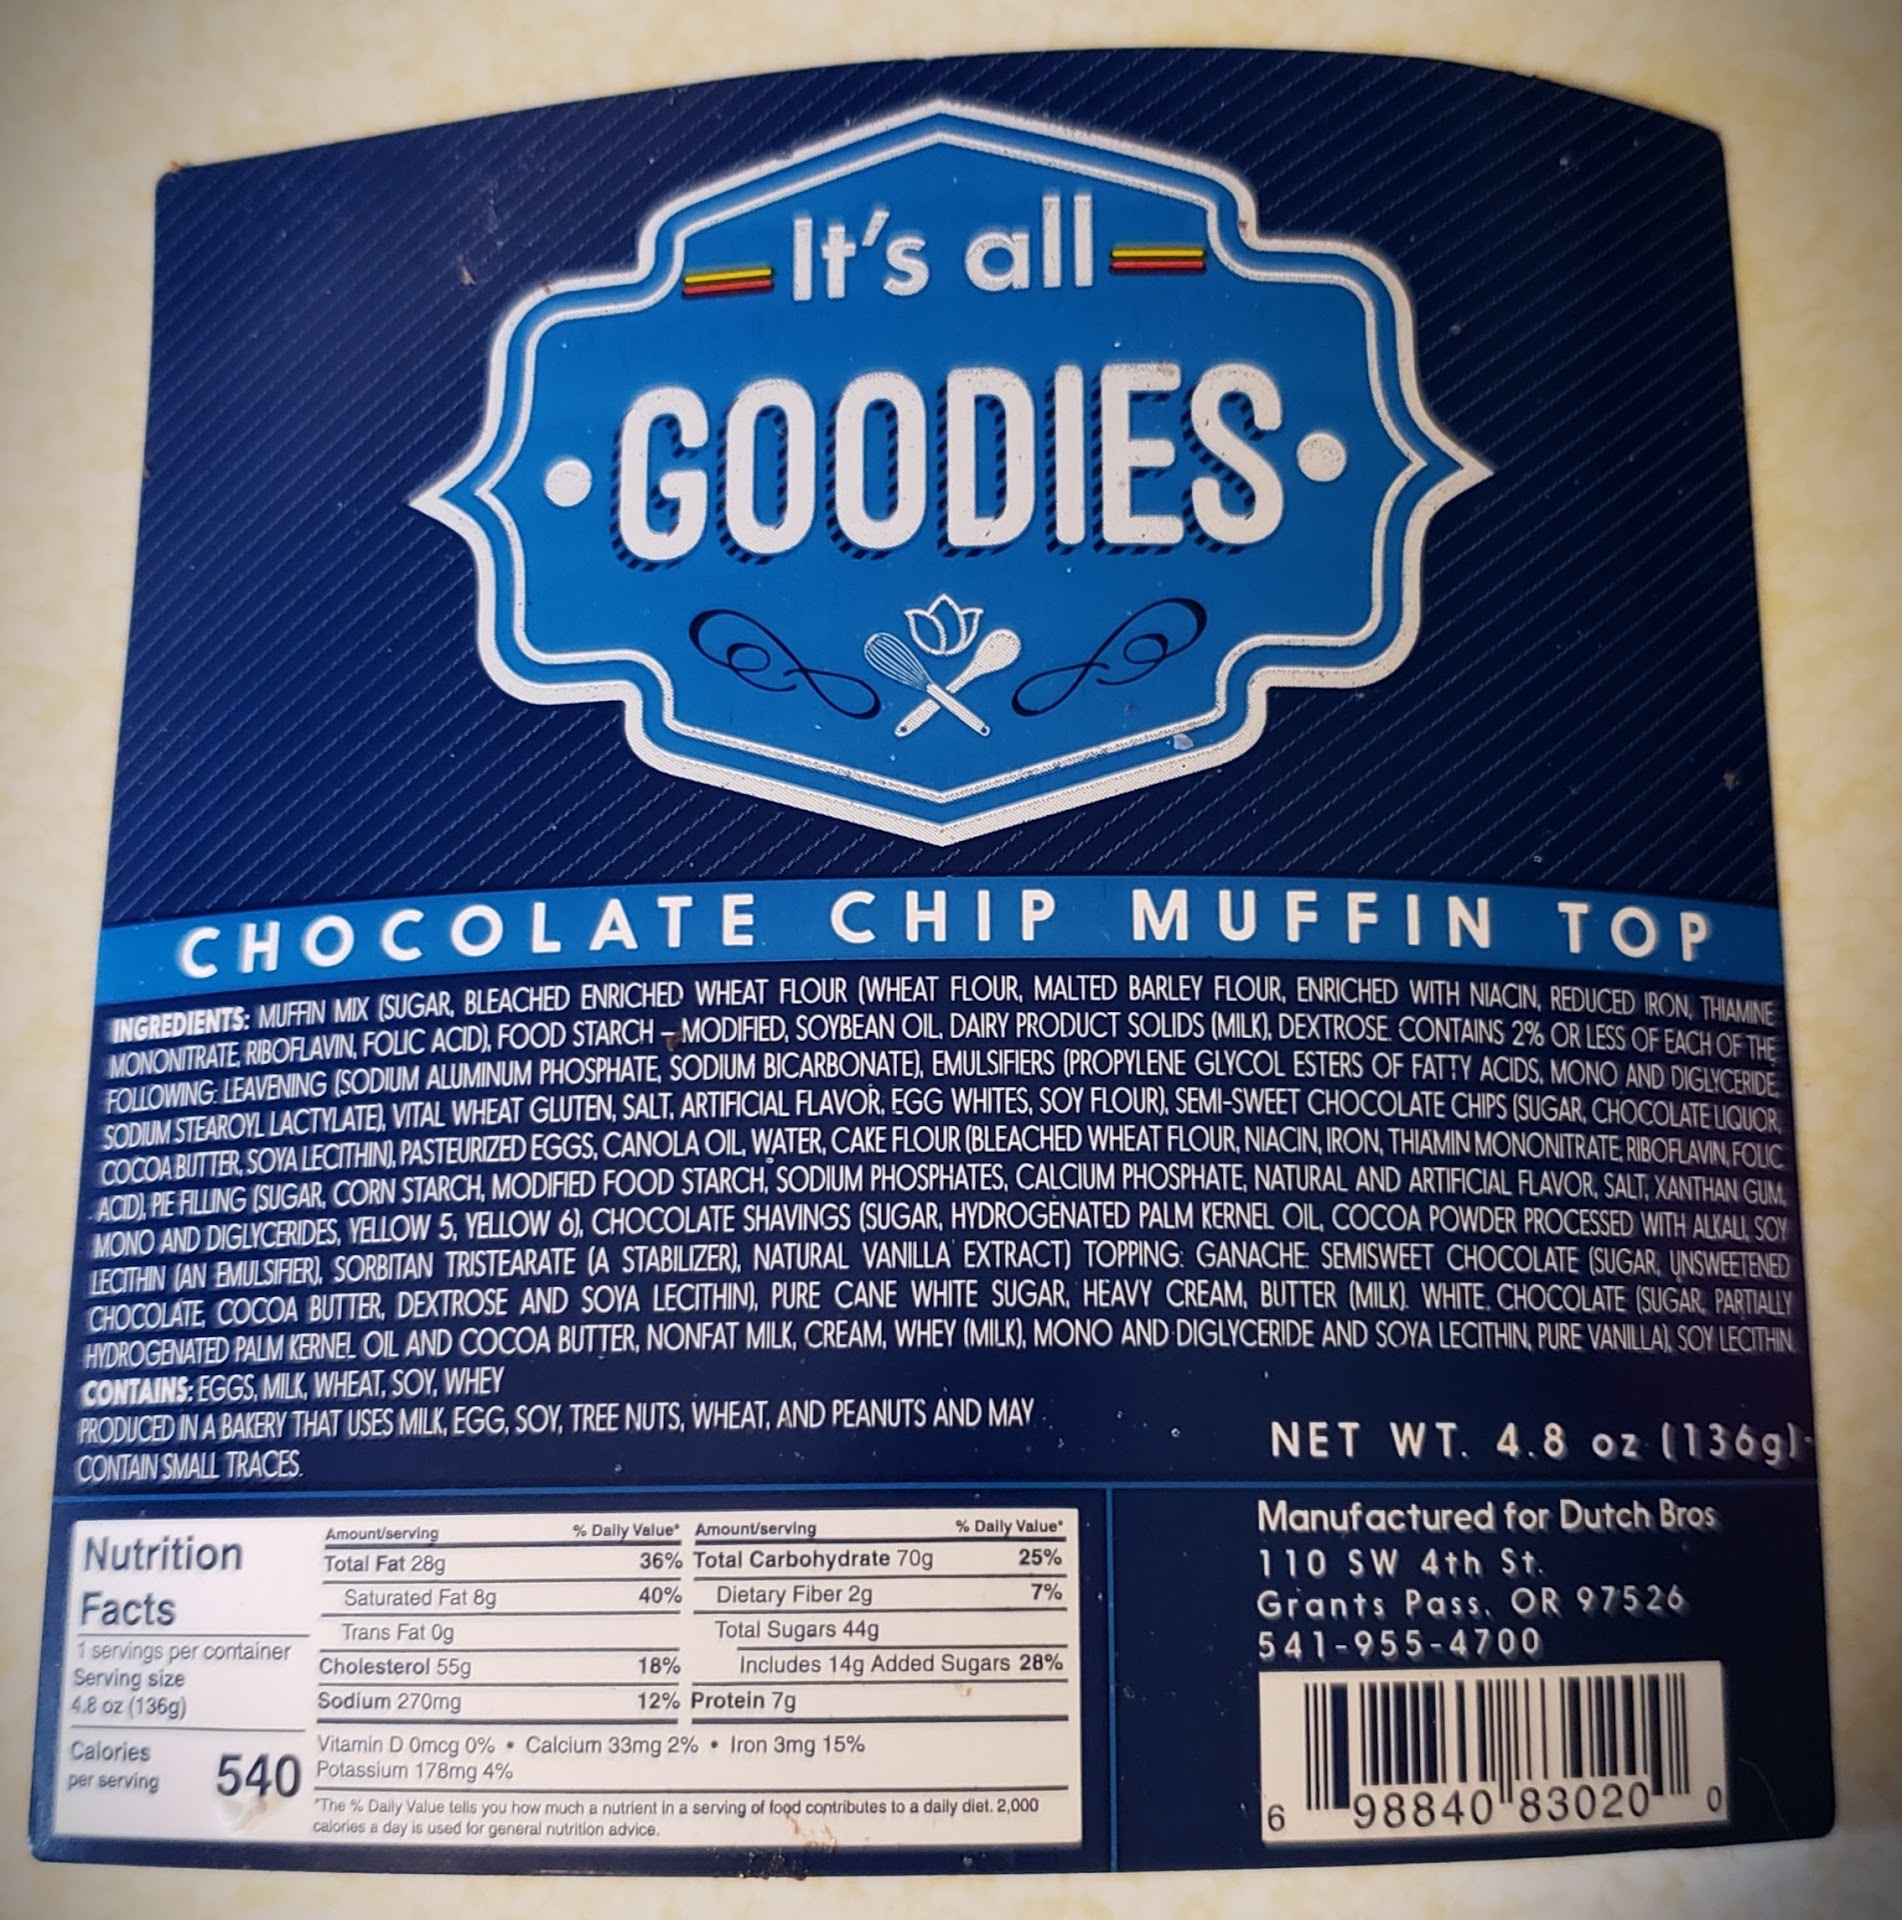 It's all
GOODIES
CHOCOLATE CHIP MUFFIN TOP
INGREDIENTS: MUFFIN MIX (SUGAR, BLEACHED ENRICHED WHEAT FLOUR (WHEAT FLOUR, MALTED BARLEY FLOUR, ENRICHED WITH NIACIN, REDUCED IRON, THIAMINE
MONONITRATE, RIBOFLAVIN, FOLIC ACID), FOOD STARCH – MODIFIED, SOYBEAN OIL, DAIRY PRODUCT SOLIDS (MILK), DEXTROSE. CONTAINS 2% OR LESS OF EACH OF THE
FOLLOWING: LEAVENING (SODIUM ALUMINUM PHOSPHATE, SODIUM BICARBONATE), EMULSIFIERS (PROPYLENE GLYCOL ESTERS OF FATTY ACIDS, MONO AND DIGLYCERIDE,
SODIUM STEAROYL LACTYLATE), VITAL WHEAT GLUTEN, SALT, ARTIFICIAL FLAVOR, EGG WHITES, SOY FLOUR), SEMI-SWEET CHOCOLATE CHIPS (SUGAR, CHOCOLATE LIQUOR,
COCOA BUTTER, SOYA LECITHIN), PASTEURIZED EGGS, CANOLA OIL, WATER, CAKE FLOUR (BLEACHED WHEAT FLOUR, NIACIN, IRON, THIAMIN MONONITRATE, RIBOFLAVIN, FOLIC
ACID), PIE FILLING (SUGAR, CORN STARCH, MODIFIED FOOD STARCH, SODIUM PHOSPHATES, CALCIUM PHOSPHATE, NATURAL AND ARTIFICIAL FLAVOR, SALT, XANTHAN GUM,
MONO AND DIGLYCERIDES, YELLOW 5, YELLOW 6), CHOCOLATE SHAVINGS (SUGAR, HYDROGENATED PALM KERNEL OIL, COCOA POWDER PROCESSED WITH ALKALI, SOY
LECITHIN (AN EMULSIFIER), SORBITAN TRISTEARATE (A STABILIZER), NATURAL VANILLA EXTRACT) TOPPING: GANACHE: SEMISWEET CHOCOLATE (SUGAR, UNSWEETENED
CHOCOLATE, COCOA BUTTER, DEXTROSE AND SOYA LECITHIN), PURE CANE WHITE SUGAR, HEAVY CREAM, BUTTER (MILK). WHITE CHOCOLATE (SUGAR, PARTIALLY
HYDROGENATED PALM KERNEL OIL AND COCOA BUTTER, NONFAT MILK, CREAM, WHEY (MILK), MONO AND DIGLYCERIDE AND SOYA LECITHIN, PURE VANILLA), SOY LECITHIN.
CONTAINS: EGGS, MILK, WHEAT, SOY, WHEY
PRODUCED IN A BAKERY THAT USES MILK, EGG, SOY, TREE NUTS, WHEAT, AND PEANUTS AND MAY
CONTAIN SMALL TRACES.
NET WT. 4.8 oz (136g)
Nutrition
Facts
1 servings per container
Serving size
4.8 oz (136g)
Calories
per serving 540
Amount/serving % Daily Value*
Total Fat 28g 36%
Saturated Fat 8g 40%
Trans Fat 0g
Cholesterol 55g 18%
Sodium 270mg 12%
Amount/serving % Daily Value*
Total Carbohydrate 70g 25%
Dietary Fiber 2g 7%
Total Sugars 44g
Includes 14g Added Sugars 28%
Protein 7g
Vitamin D 0mcg 0% • Calcium 33mg 2% • Iron 3mg 15%
Potassium 178mg 4%
*The % Daily Value tells you how much a nutrient in a serving of food contributes to a daily diet. 2,000
calories a day is used for general nutrition advice.
Manufactured for Dutch Bros
110 SW 4th St.
Grants Pass, OR 97526
541-955-4700
6 98840 83020 0